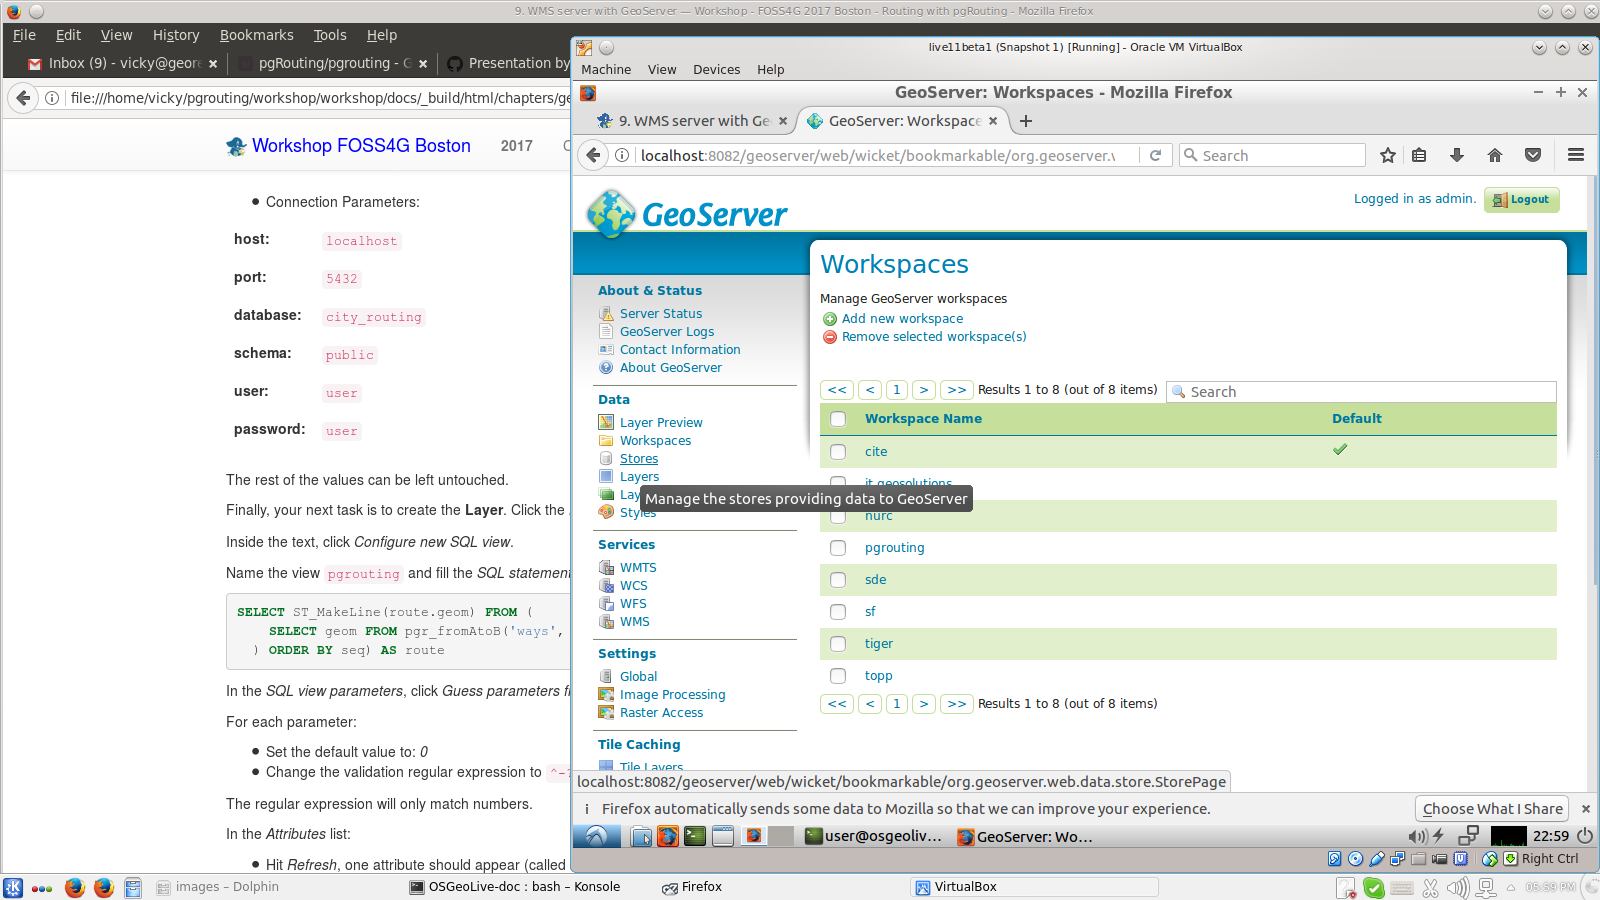 9. WMS server with GeoServer — Workshop - FOSS4G 2017 Boston - Routing with pgRouting - Mozilla Firefox
File Edit View History Bookmarks Tools Help
Inbox (9) - vicky@geore
pgRouting/pgrouting - G
Presentation by
file:///home/vicky/pgrouting/workshop/workshop/docs/_build/html/chapters/ge
Workshop FOSS4G Boston 2017
Connection Parameters:
host: localhost
port: 5432
database: city_routing
schema: public
user: user
password: user
The rest of the values can be left untouched.
Finally, your next task is to create the Layer. Click the
Inside the text, click Configure new SQL view.
Name the view pgrouting and fill the SQL statement
SELECT ST_MakeLine(route.geom) FROM (
SELECT geom FROM pgr_fromAtoB('ways',
) ORDER BY seq) AS route
In the SQL view parameters, click Guess parameters f
For each parameter:
Set the default value to: 0
Change the validation regular expression to ^-?
The regular expression will only match numbers.
In the Attributes list:
Hit Refresh, one attribute should appear (called
live11beta1 (Snapshot 1) [Running] - Oracle VM VirtualBox
Machine View Devices Help
GeoServer: Workspaces - Mozilla Firefox
9. WMS server with Ge
GeoServer: Workspace
localhost:8082/geoserver/web/wicket/bookmarkable/org.geoserver.v
Search
GeoServer
Logged in as admin.
Logout
About & Status
Server Status
GeoServer Logs
Contact Information
About GeoServer
Data
Layer Preview
Workspaces
Stores
Layers
Lay
Styles
Services
WMTS
WCS
WFS
WMS
Settings
Global
Image Processing
Raster Access
Tile Caching
Tile Layers
Workspaces
Manage GeoServer workspaces
Add new workspace
Remove selected workspace(s)
<< < 1 > >> Results 1 to 8 (out of 8 items)
Search
Workspace Name Default
cite
it.geosolutions
Manage the stores providing data to GeoServer
nurc
pgrouting
sde
sf
tiger
topp
<< < 1 > >> Results 1 to 8 (out of 8 items)
localhost:8082/geoserver/web/wicket/bookmarkable/org.geoserver.web.data.store.StorePage
Firefox automatically sends some data to Mozilla so that we can improve your experience.
Choose What I Share
user@osgeoliv...
GeoServer: Wo...
22:59
Right Ctrl
images – Dolphin
OSGeoLive-doc : bash – Konsole
Firefox
VirtualBox
05:59 PM